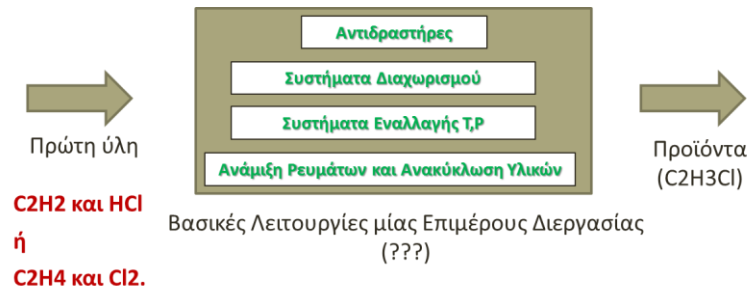 Αντιδραστήρες
Συστήματα Διαχωρισμού
Συστήματα Εναλλαγής Τ,Ρ
Ανάμιξη Ρευμάτων και Ανακύκλωση Υλικών
Πρώτη ύλη
Προϊόντα
(C2H3Cl)
C2H2 και HCl
ή
C2H4 και Cl2.
Βασικές Λειτουργίες μίας Επιμέρους Διεργασίας
(???)